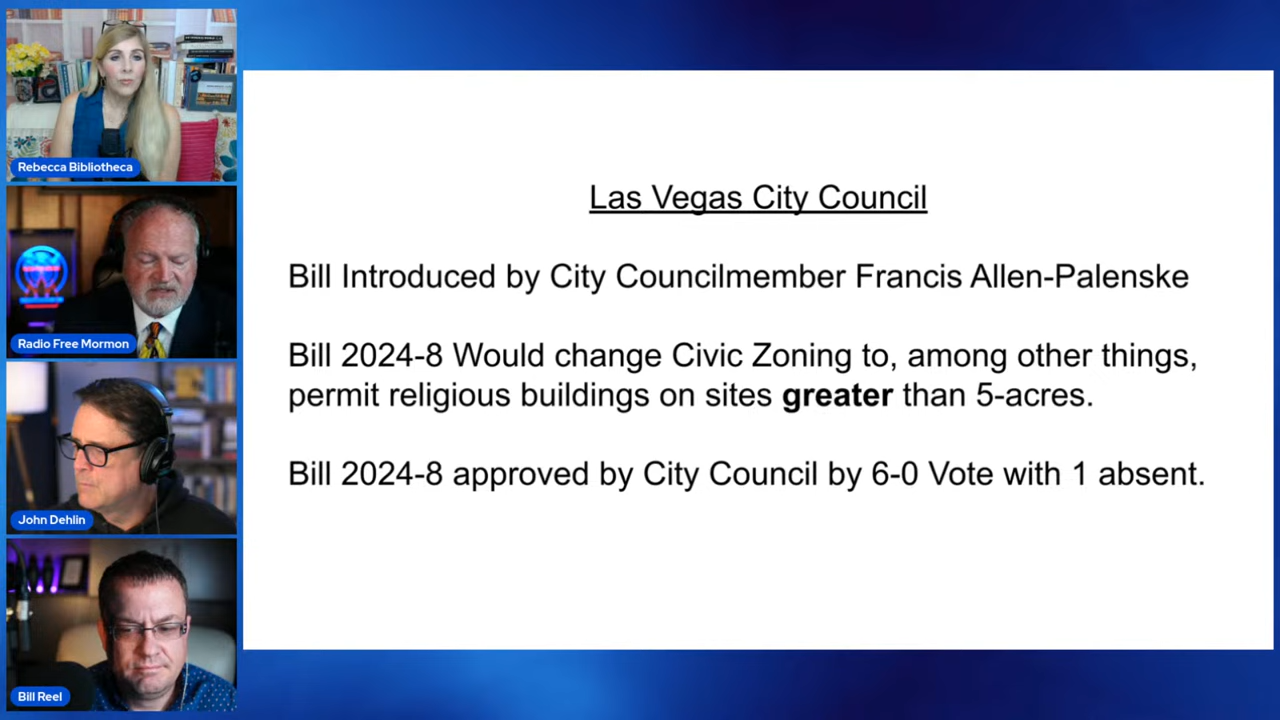 Rebecca Bibliotheca
Radio Free Mormon
John Dehlin
Bill Reel
Las Vegas City Council
Bill Introduced by City Councilmember Francis Allen-Palenske
Bill 2024-8 Would change Civic Zoning to, among other things,
permit religious buildings on sites greater than 5-acres.
Bill 2024-8 approved by City Council by 6-0 Vote with 1 absent.